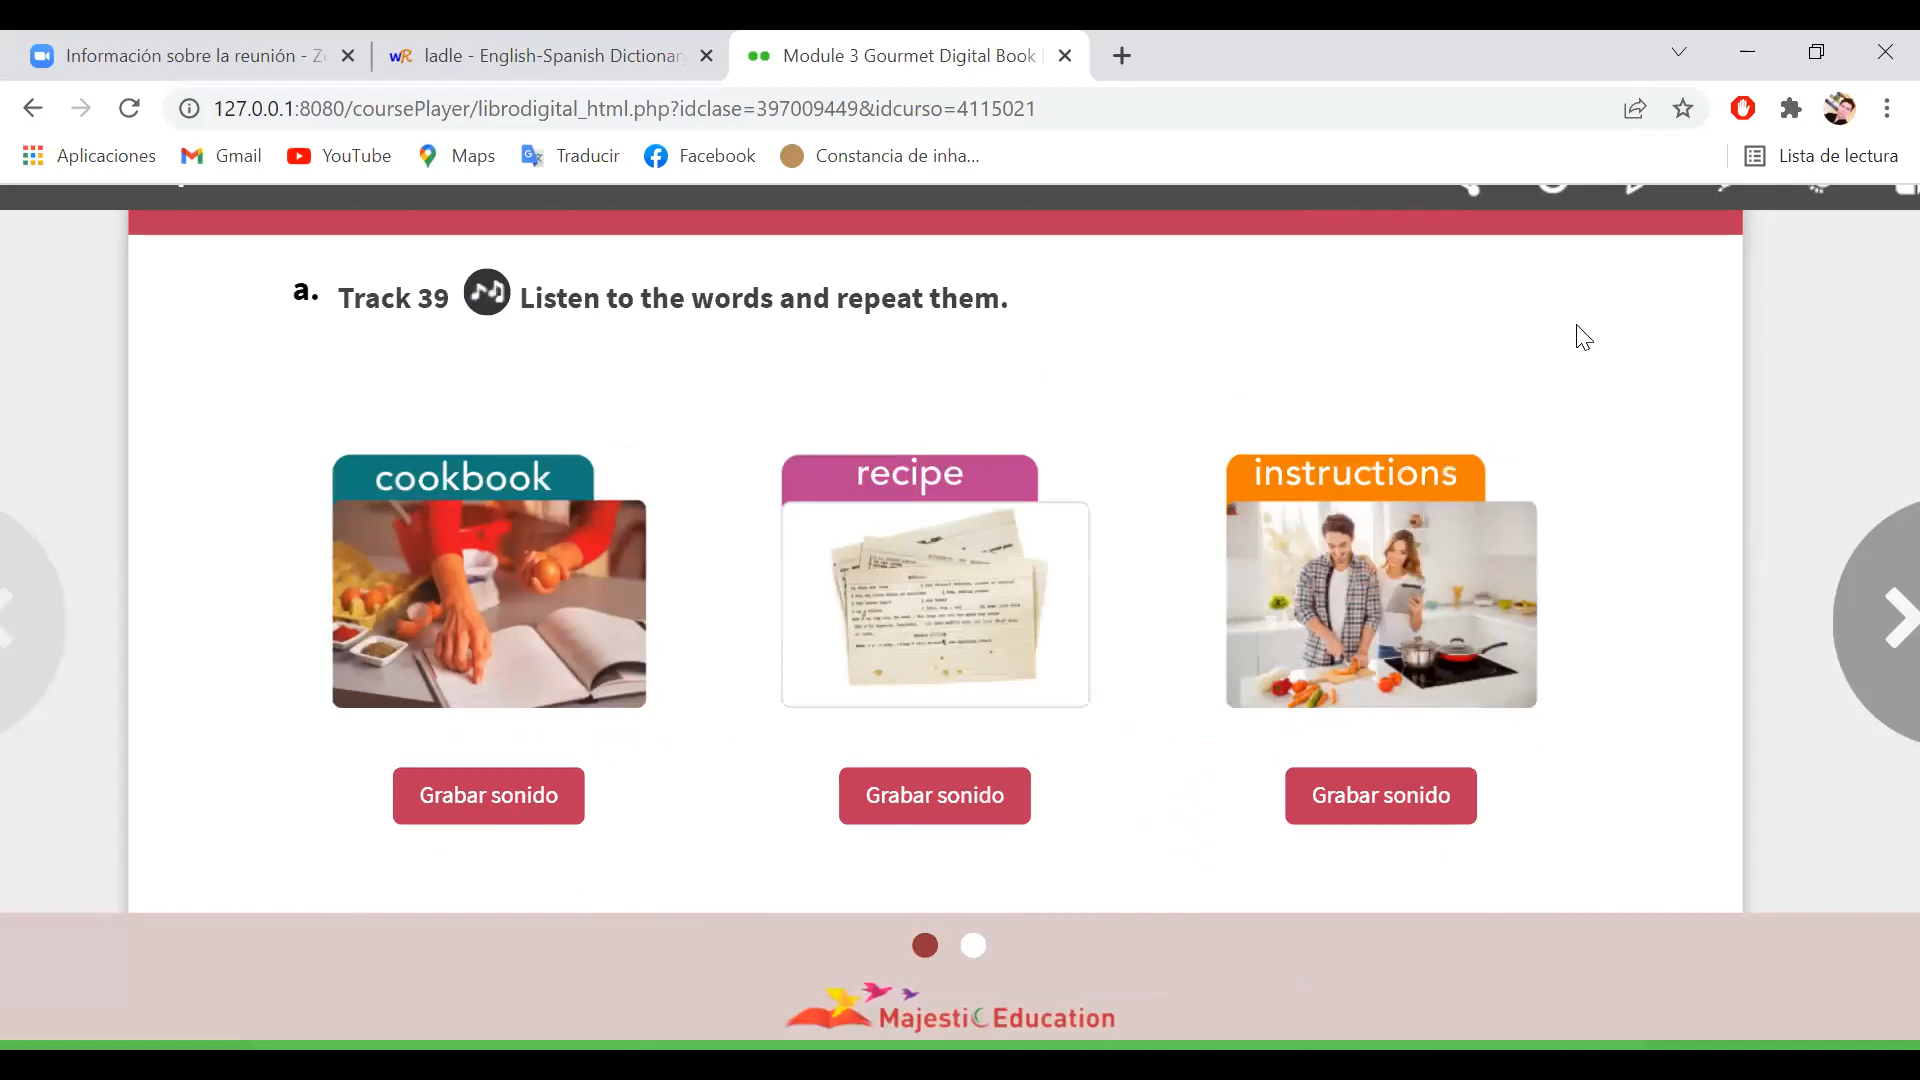 Información sobre la reunión - Z
ladle - English-Spanish Dictionar
Module 3 Gourmet Digital Book
127.0.0.1:8080/coursePlayer/librodigital_html.php?idclase=397009449&idcurso=4115021
Aplicaciones
Gmail
YouTube
Maps
Traducir
Facebook
Constancia de inha...
Lista de lectura
a. Track 39 Listen to the words and repeat them.
cookbook
recipe
instructions
Grabar sonido
Grabar sonido
Grabar sonido
Majestic Education